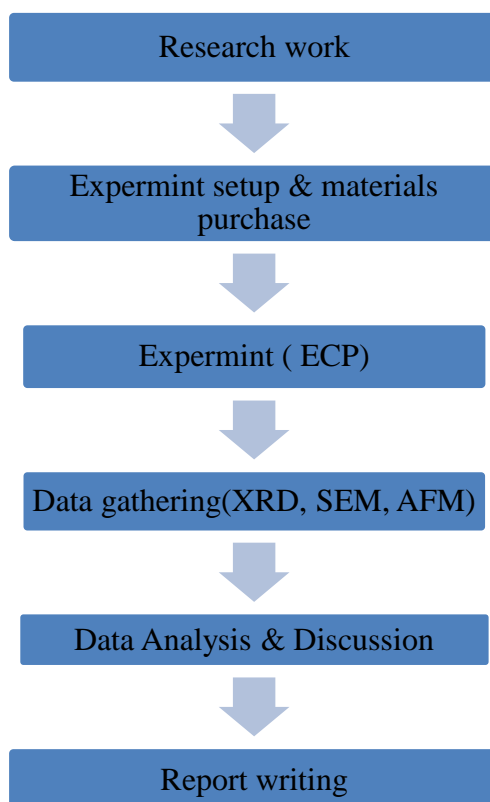 Research work
Expermint setup & materials
purchase
Expermint ( ECP)
Data gathering(XRD, SEM, AFM)
Data Analysis & Discussion
Report writing